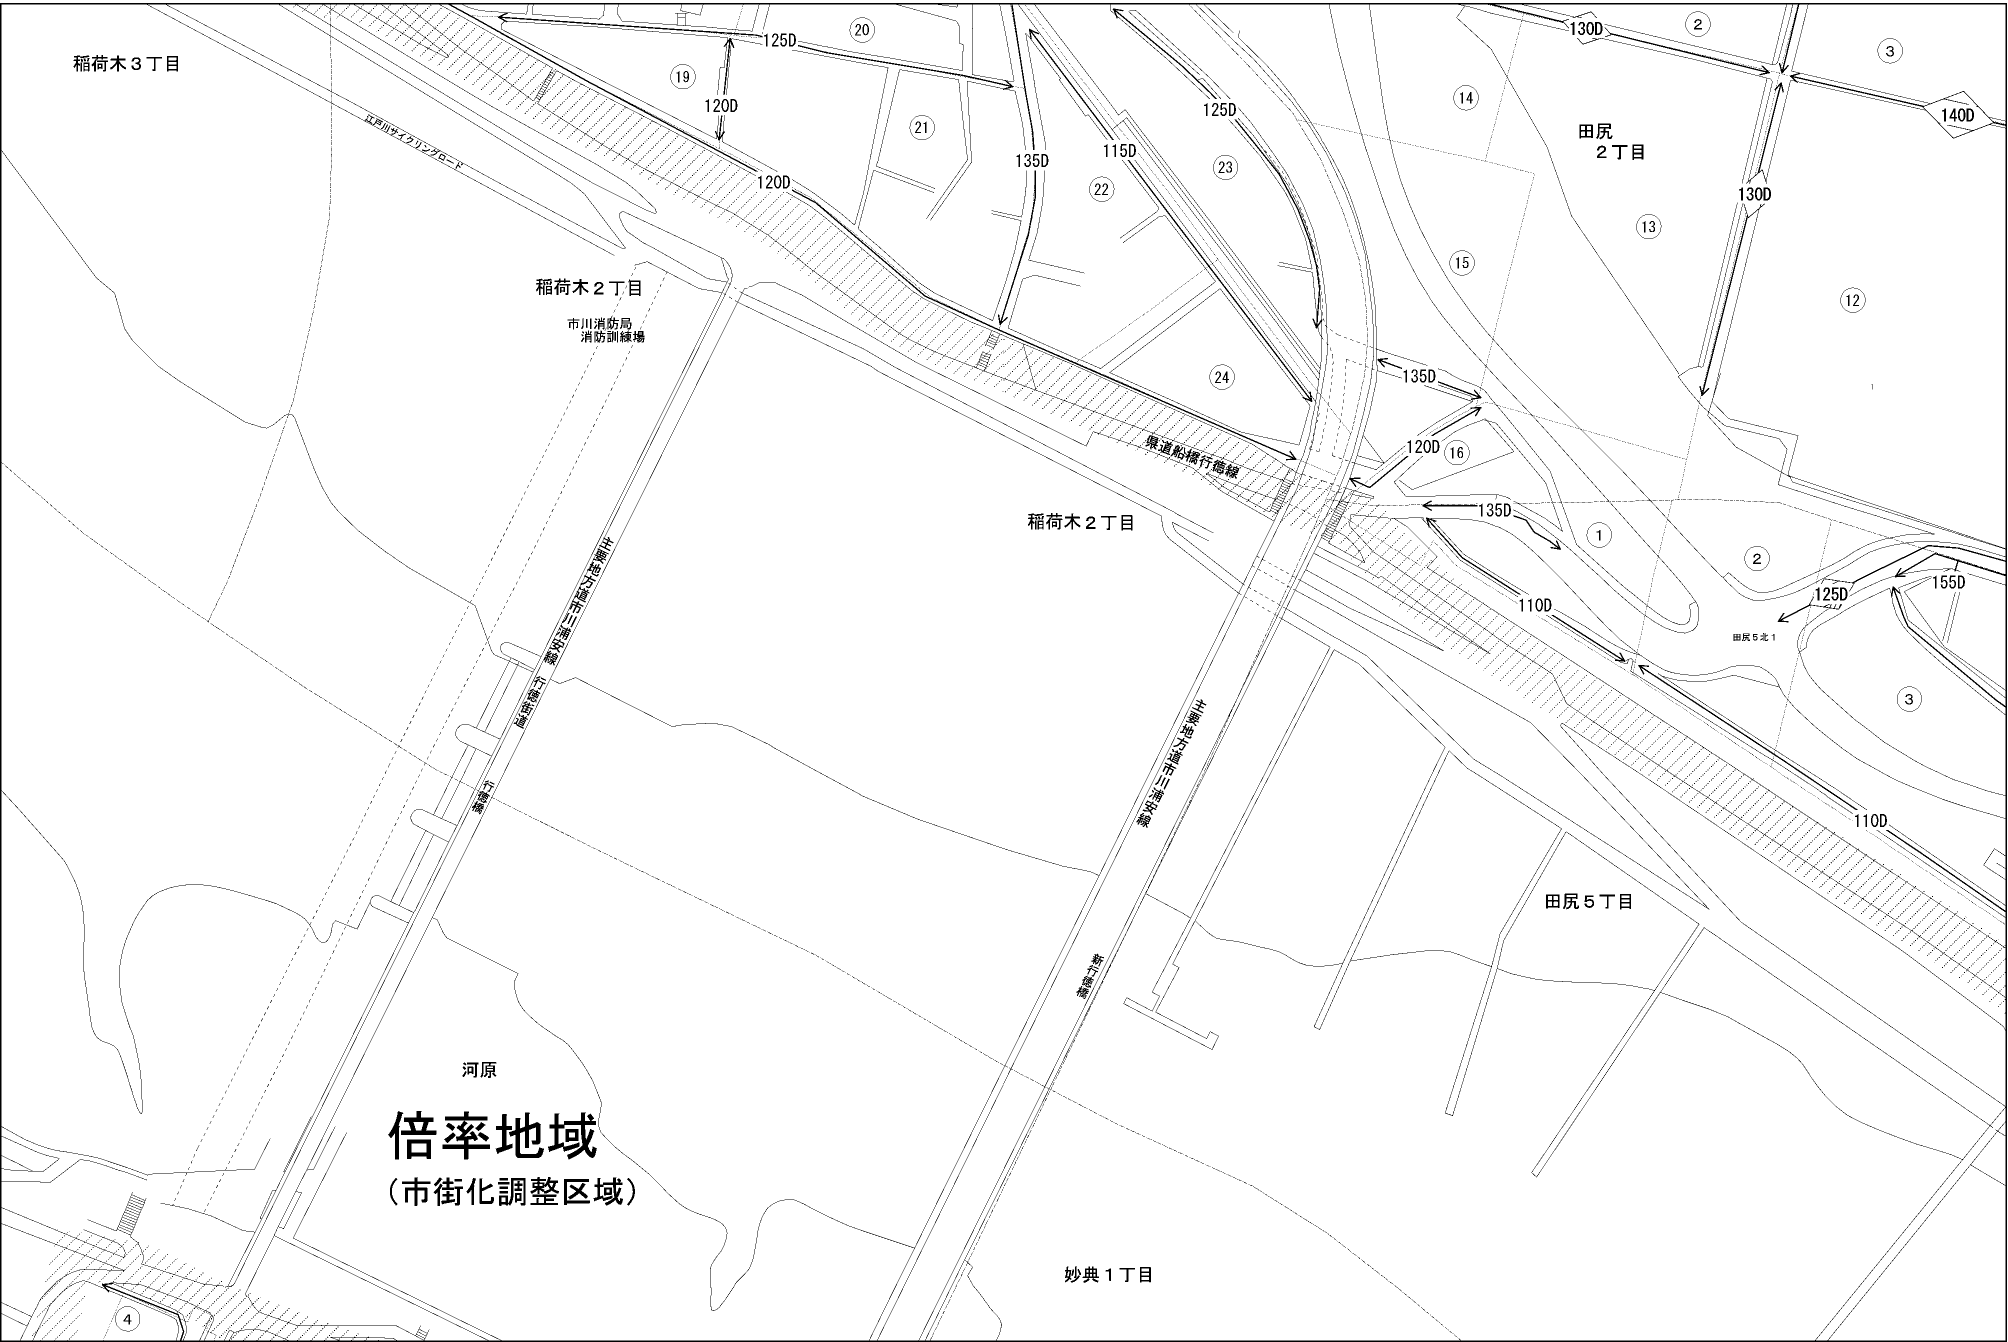 130D
2
3
20
125D
稲荷木３丁目
19
14
120D
125D
140D
21
江戸川サイクリングロード
田尻
２丁目
115D
135D
23
120D
22
130D
13
15
稲荷木２丁目
12
市川消防局
消防訓練場
24
135D
県道船橋行徳線
120D
16
稲荷木２丁目
135D
1
主要地方道市川浦安線
2
155D
125D
110D
田尻５北１
行徳街道
3
主要地方道市川浦安線
行徳橋
110D
田尻５丁目
新行徳橋
河原
倍率地域
（市街化調整区域）
妙典１丁目
4